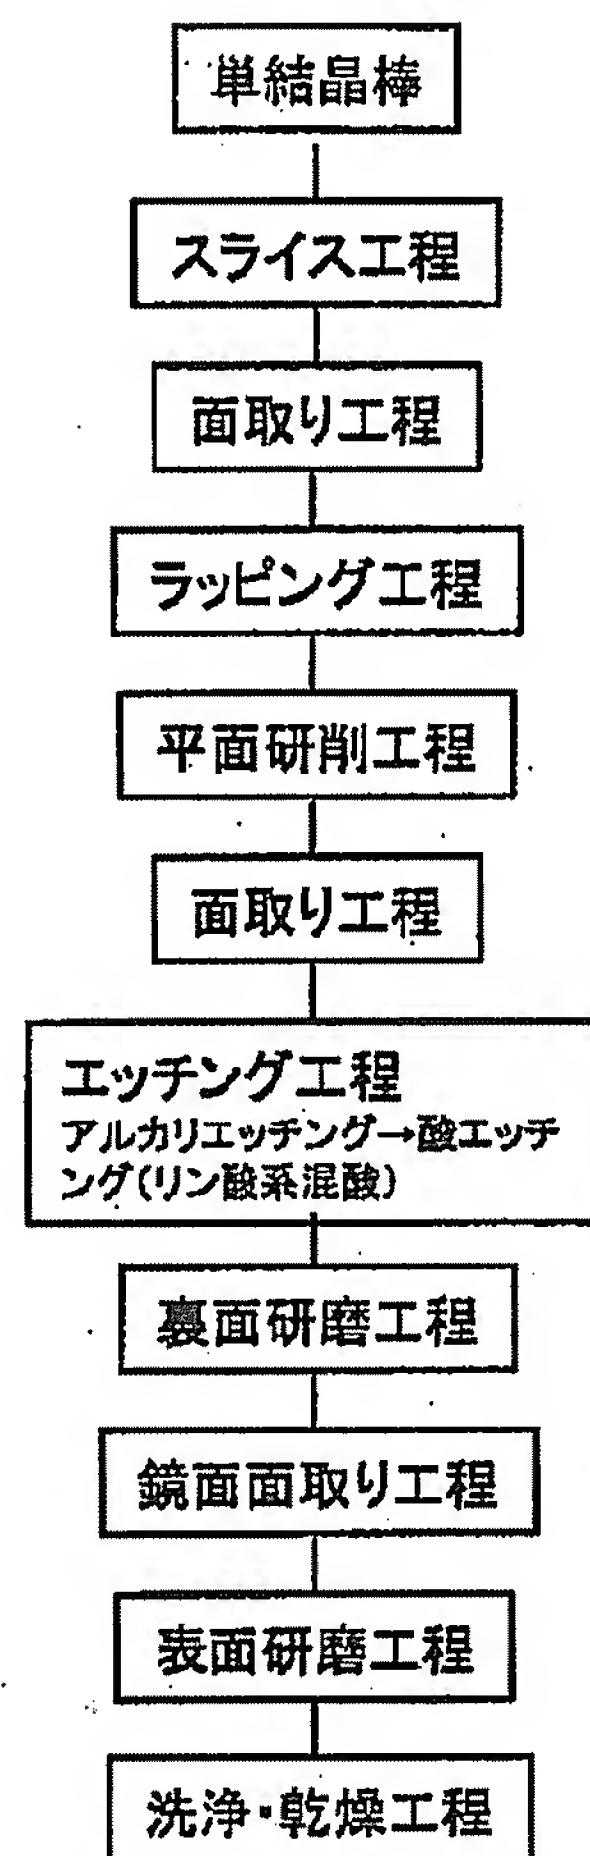 単結晶棒
スライス工程
面取り工程
ラッピング工程
平面研削工程
面取り工程
エッチング工程
アルカリエッチング→酸エッチ
ング(リン酸系混酸)
裏面研磨工程
鏡面面取り工程
表面研磨工程
洗浄・乾燥工程